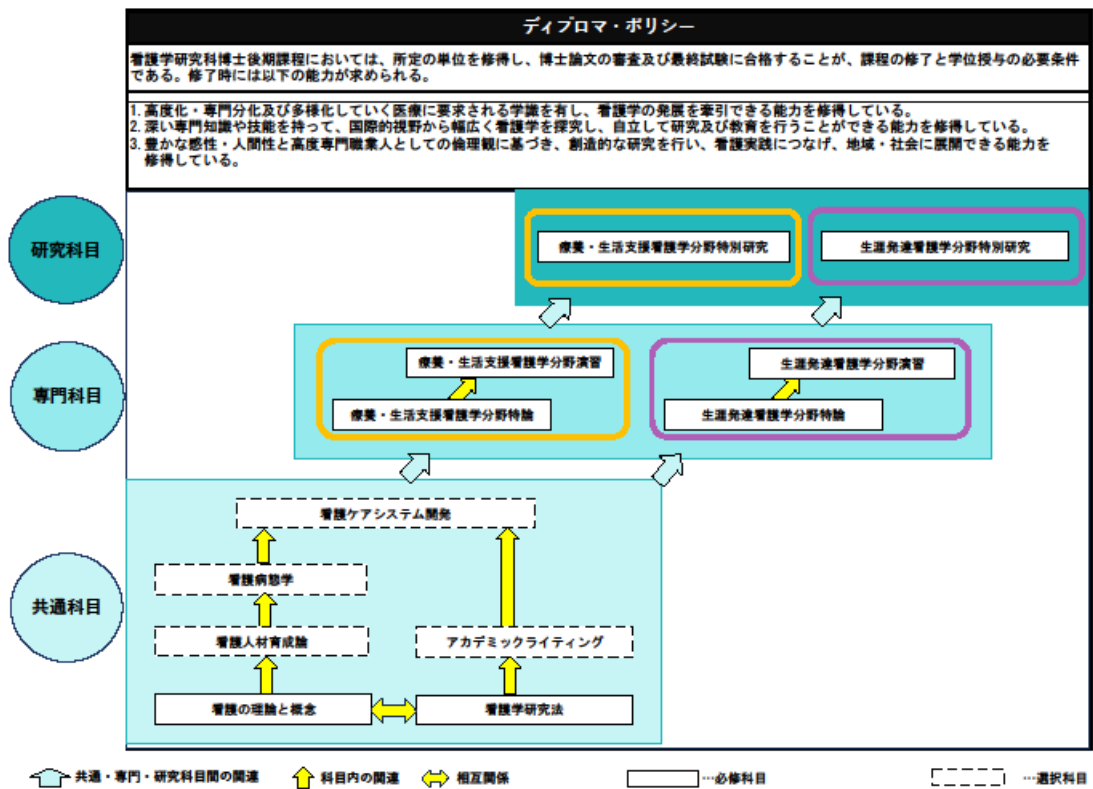 ディプロマ・ポリシー
看護学研究科博士後期課程においては、所定の単位を修得し、博士論文の審査及び最終試験に合格することが、課程の修了と学位授与の必要条件
である。修了時には以下の能力が求められる。
1. 高度化・専門分化及び多様化していく医療に要求される学識を有し、看護学の発展を牽引できる能力を修得している。
2. 深い専門知識や技能を持って、国際的視野から幅広く看護学を探究し、自立して研究及び教育を行うことができる能力を修得している。
3. 豊かな感性・人間性と高度専門職業人としての倫理観に基づき、創造的な研究を行い、看護実践につなげ、地域・社会に展開できる能力を
修得している。
研究科目
療養・生活支援看護学分野特別研究
生涯発達看護学分野特別研究
専門科目
療養・生活支援看護学分野演習
生涯発達看護学分野演習
療養・生活支援看護学分野特論
生涯発達看護学分野特論
共通科目
看護ケアシステム開発
看護病態学
看護人材育成論
アカデミックライティング
看護の理論と概念
看護学研究法
共通・専門・研究科目間の関連
科目内の関連
相互関係
…必修科目
…選択科目